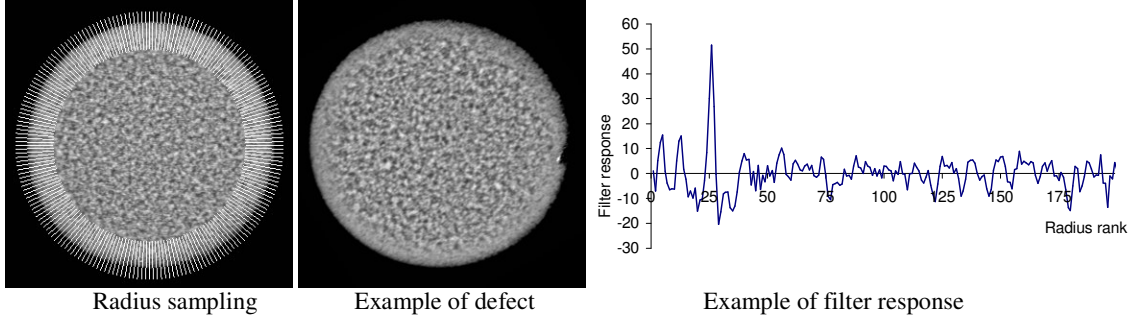 60
50
40
30
20
10
0
-10
-20
-30
Filter response
0 25 50 75 100 125 150 175
Radius rank
Radius sampling
Example of defect
Example of filter response